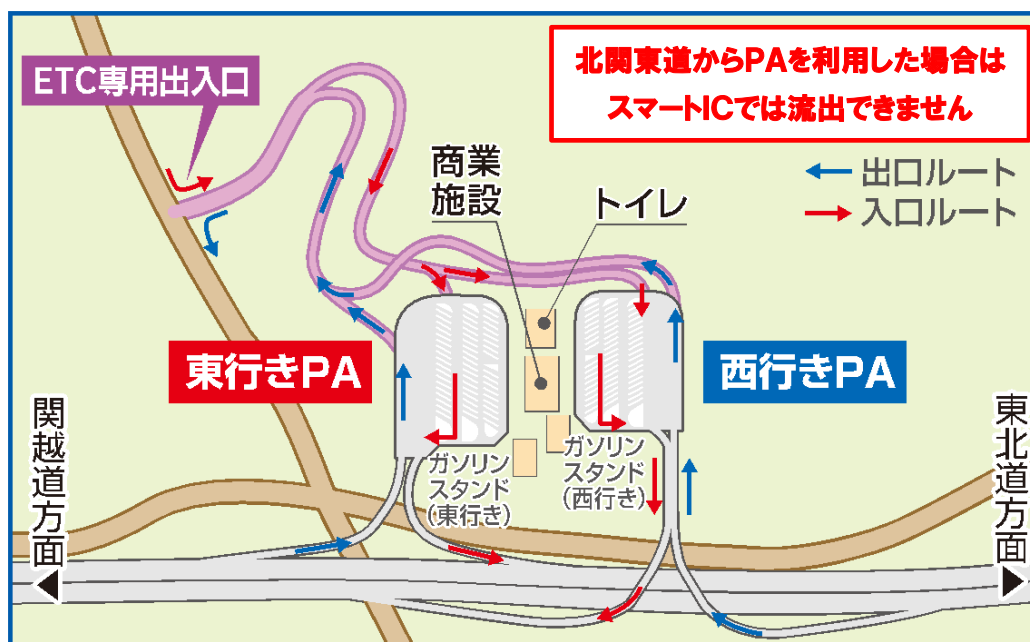 北関東道からPAを利用した場合は
スマートICでは流出できません
ETC専用出入口
出口ルート
入口ルート
商業
施設
トイレ
東行きPA
西行きPA
関越道方面
東北道方面
ガソリン
スタンド
(東行き)
ガソリン
スタンド
(西行き)